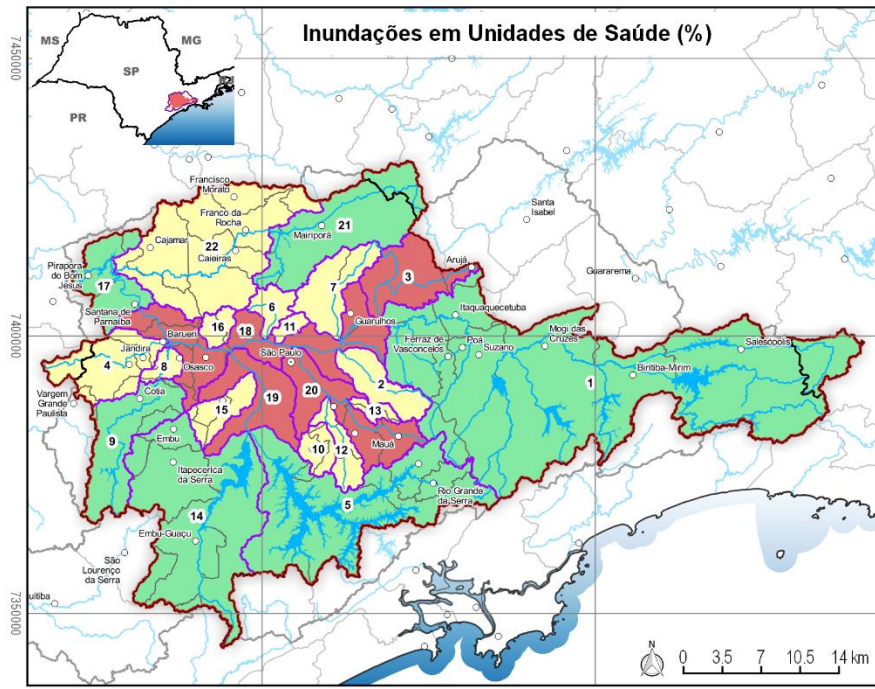 Inundações em Unidades de Saúde (%)
MS
MG
SP
PR
7450000
7400000
7350000
Francisco
Morato
Franco da
Rocha
Cajamar
22
Caieiras
21
Mairiporã
Santa
Isabel
Arujá
3
7
Guararema
Pirapora
do Bom
Jesus
17
Santana de
Parnaíba
6
16
18
11
Guarulhos
Itaquaquecetuba
Barueri
Jandira
4
8
Osasco
São Paulo
Ferraz de
Vasconcelos
Poá
Suzano
Mogi das
Cruzes
Salesópolis
Biritiba-Mirim
1
2
20
19
15
13
Vargem
Grande
Paulista
Cotia
9
Embu
Itapecerica
da Serra
10
12
Mauá
Rio Grande
da Serra
5
14
Embu-Guaçu
São
Lourenço
da Serra
uitiba
N
0 3.5 7 10.5 14 km